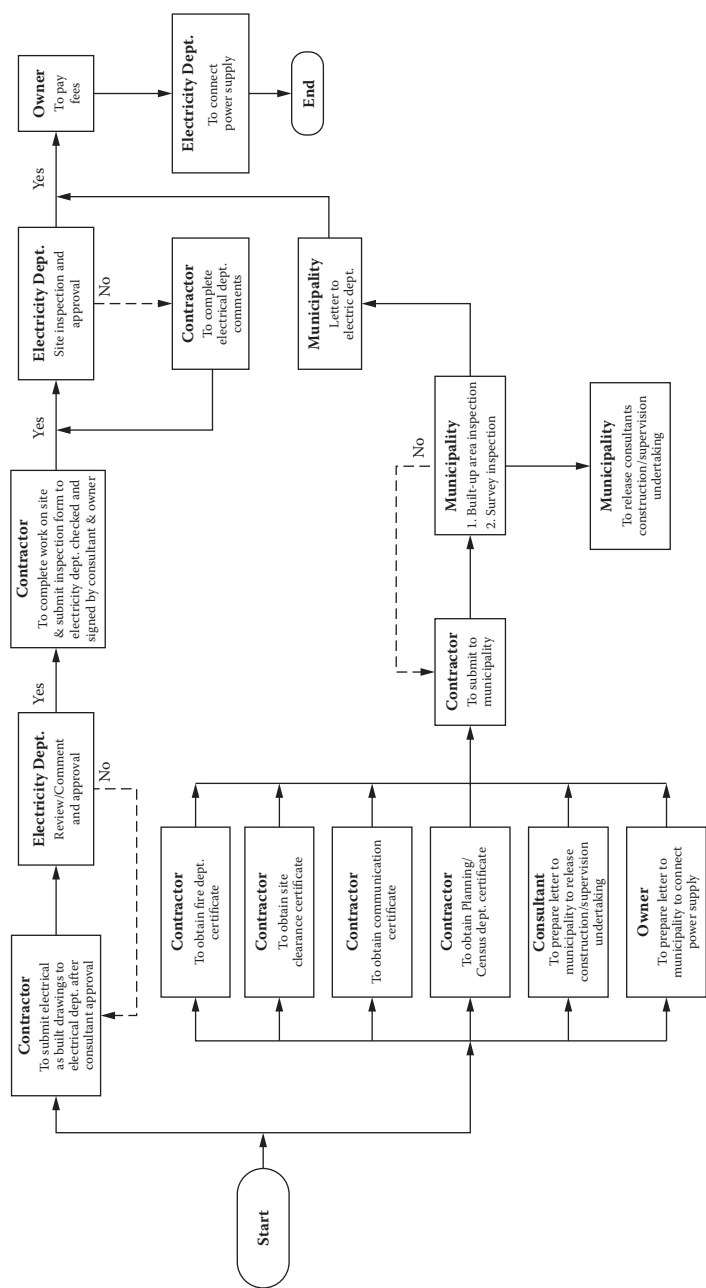 Start
Contractor
To submit electrical
as built drawings to
electrical dept. after
consultant approval
Electricity Dept.
Review/Comment
and approval
No
Yes
Contractor
To complete work on site
& submit inspection form to
electricity dept. checked and
signed by consultant & owner
Yes
Electricity Dept.
Site inspection and
approval
No
Yes
Owner
To pay
fees
Contractor
To complete
electrical dept.
comments
Electricity Dept.
To connect
power supply
End
Contractor
To obtain fire dept.
certificate
Contractor
To obtain site
clearance certificate
Contractor
To obtain communication
certificate
Contractor
To obtain Planning/
Census dept. certificate
Consultant
To prepare letter to
municipality to release
construction/supervision
undertaking
Owner
To prepare letter to
municipality to connect
power supply
Contractor
To submit to
municipality
No
Municipality
1. Built-up area inspection
2. Survey inspection
Municipality
Letter to
electric dept.
Municipality
To release consultants
construction/supervision
undertaking